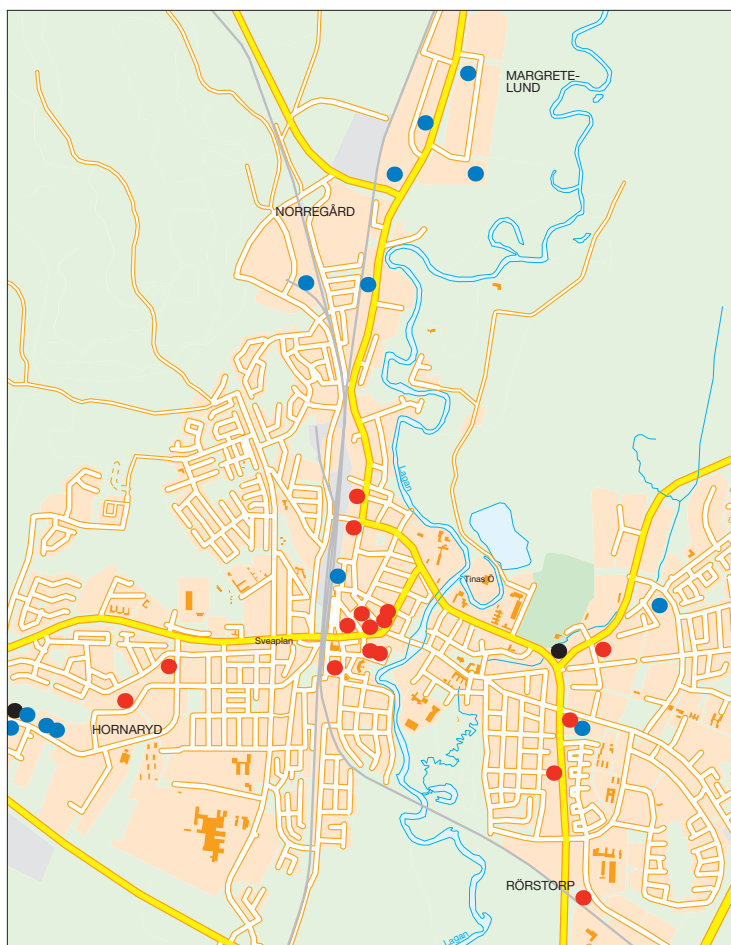 MARGRETE-
LUND
NORREGÅRD
Lagan
Tinas Ö
Sveaplan
HORNARYD
RÖRSTORP
Lagan